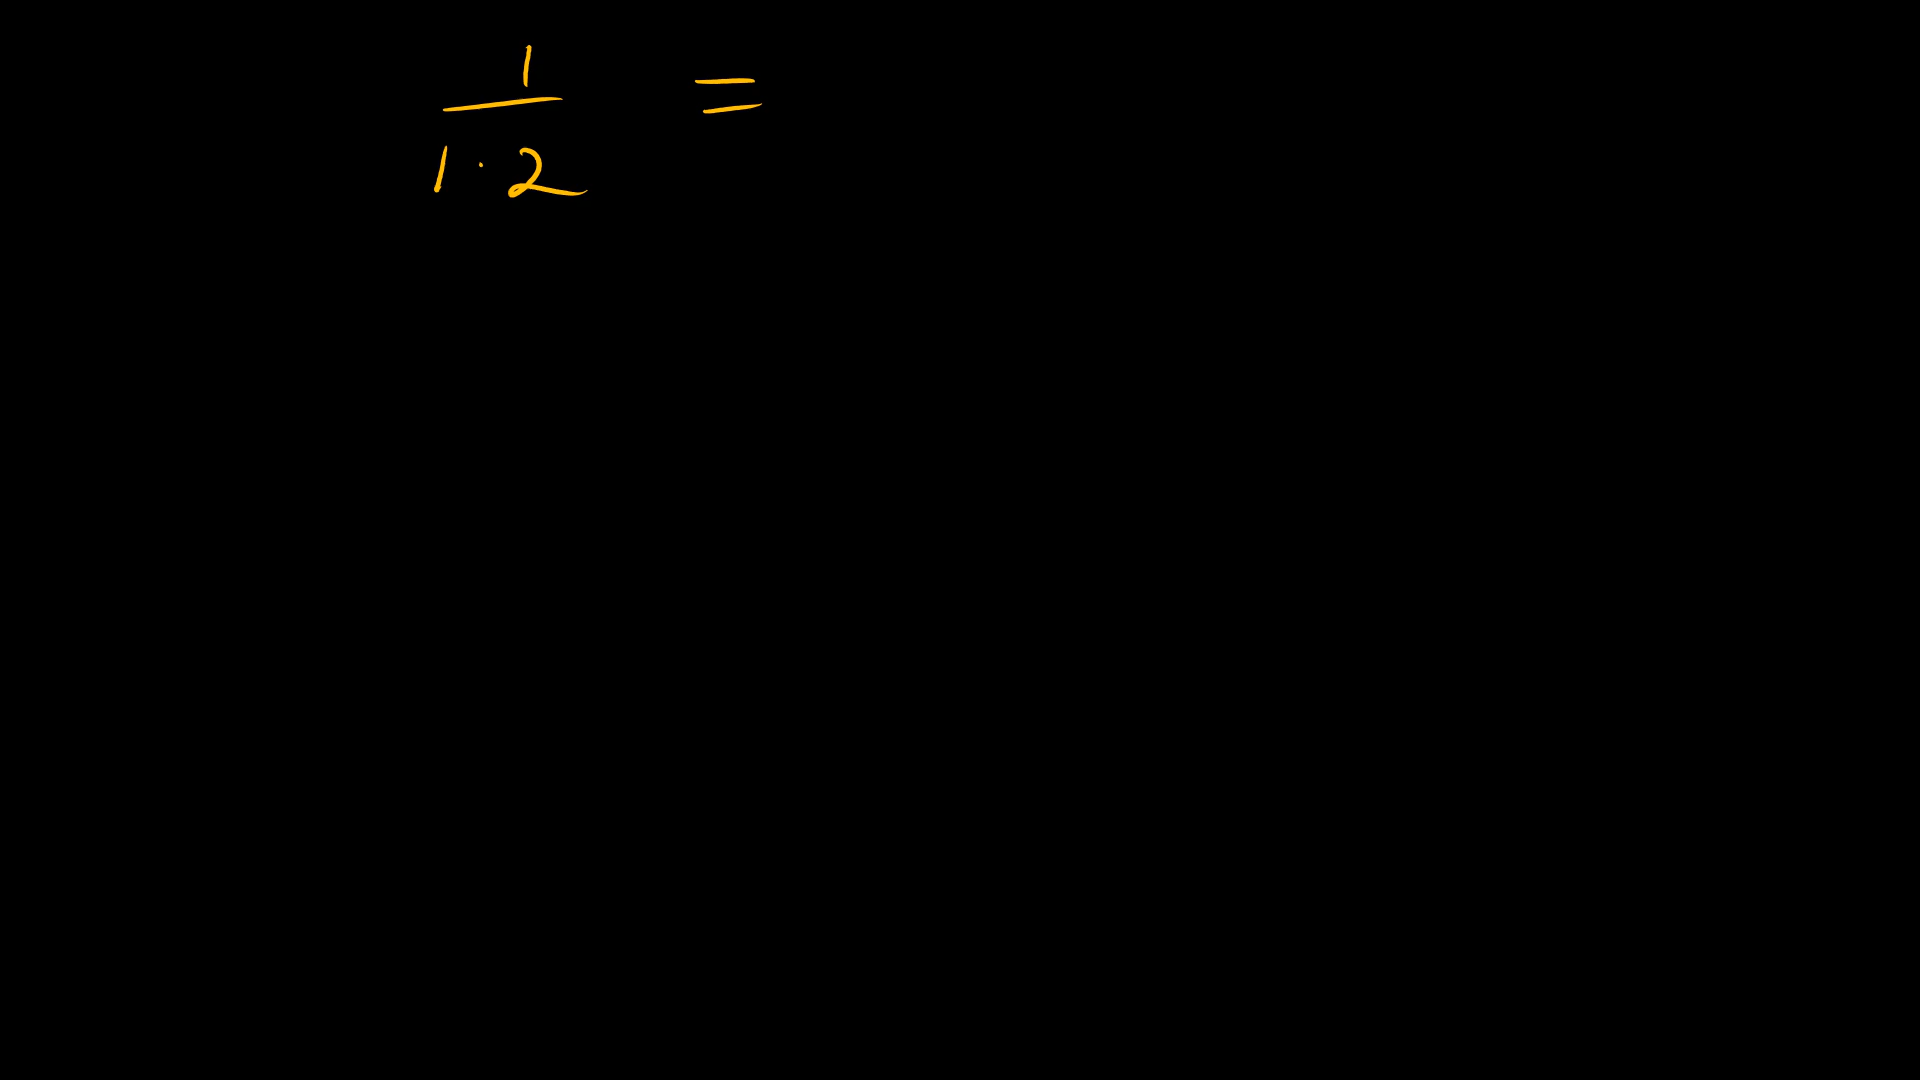 1/1·2 =